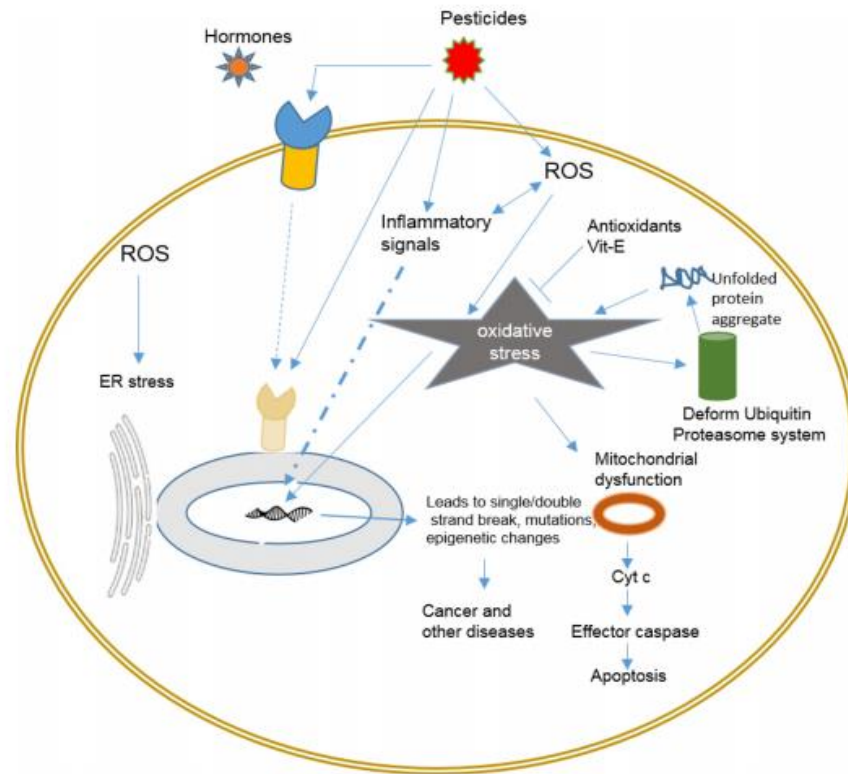 Pesticides
Hormones
ROS
Inflammatory
signals
Antioxidants
Vit-E
ROS
Unfolded
protein
aggregate
oxidative
stress
ER stress
Deform Ubiquitin
Proteasome system
Mitochondrial
dysfunction
Leads to single/double
strand break, mutations,
epigenetic changes
Cyt c
Cancer and
other diseases
Effector caspase
Apoptosis